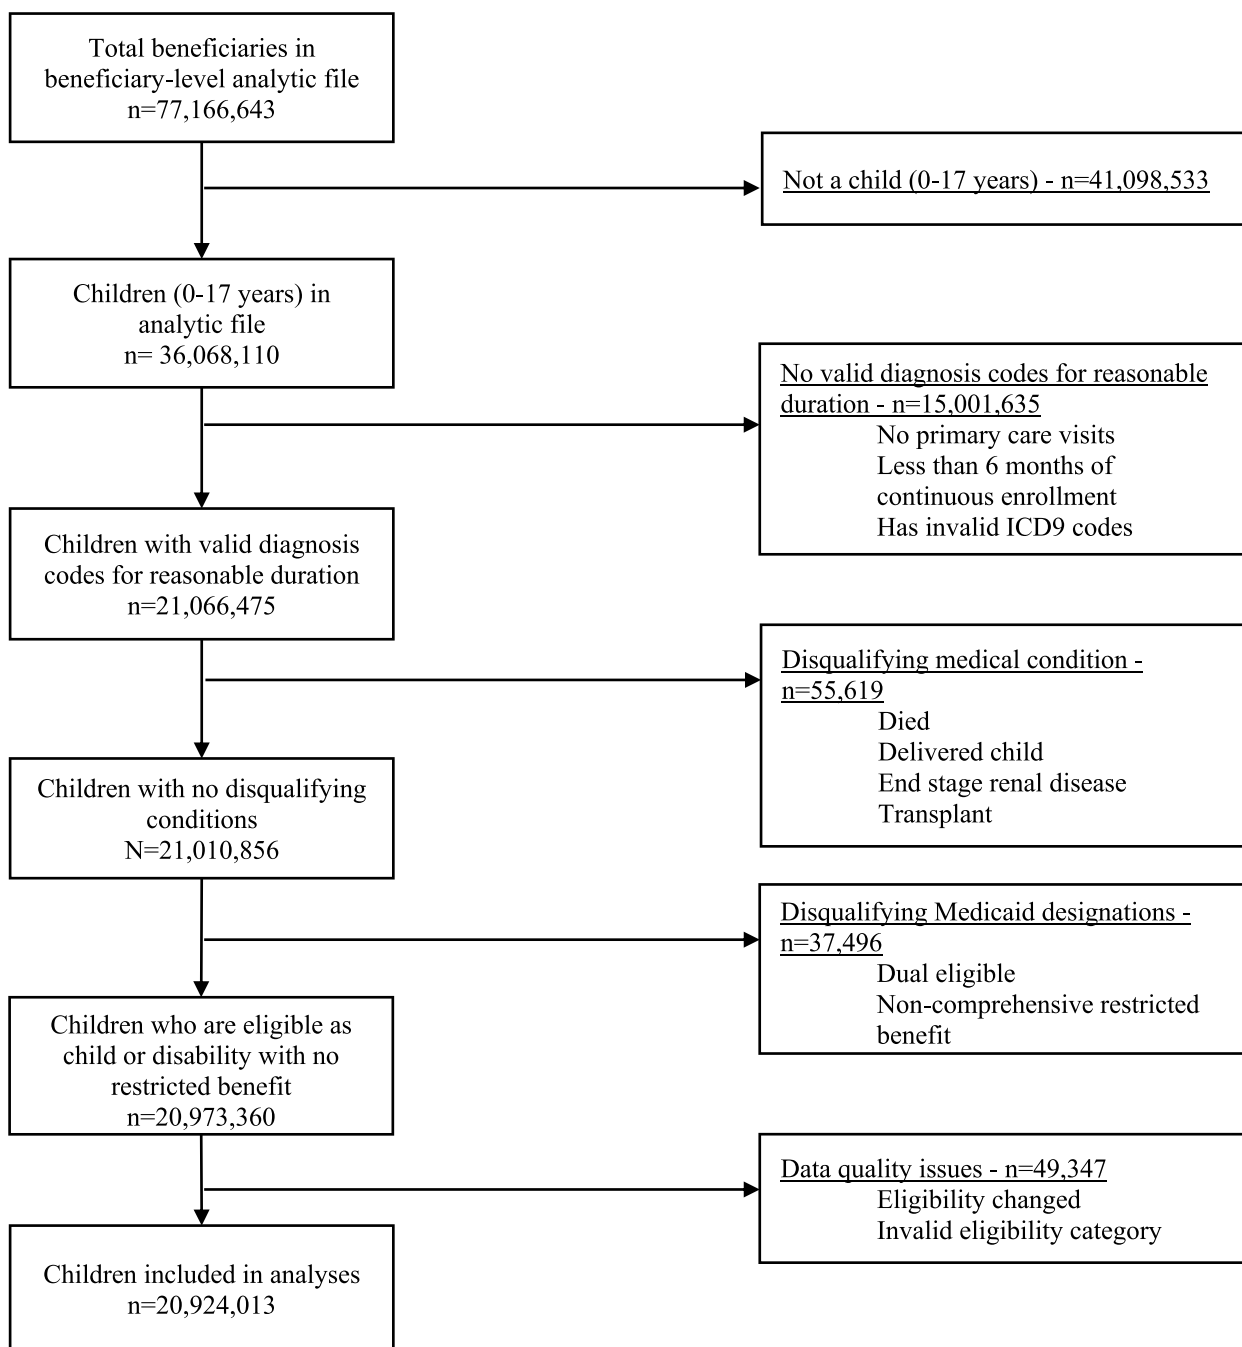 Total beneficiaries in
beneficiary-level analytic file
n=77,166,643
Not a child (0-17 years) - n=41,098,533
Children (0-17 years) in
analytic file
n= 36,068,110
No valid diagnosis codes for reasonable
duration - n=15,001,635
No primary care visits
Less than 6 months of
continuous enrollment
Has invalid ICD9 codes
Children with valid diagnosis
codes for reasonable duration
n=21,066,475
Disqualifying medical condition -
n=55,619
Died
Delivered child
End stage renal disease
Transplant
Children with no disqualifying
conditions
N=21,010,856
Disqualifying Medicaid designations -
n=37,496
Dual eligible
Non-comprehensive restricted
benefit
Children who are eligible as
child or disability with no
restricted benefit
n=20,973,360
Data quality issues - n=49,347
Eligibility changed
Invalid eligibility category
Children included in analyses
n=20,924,013